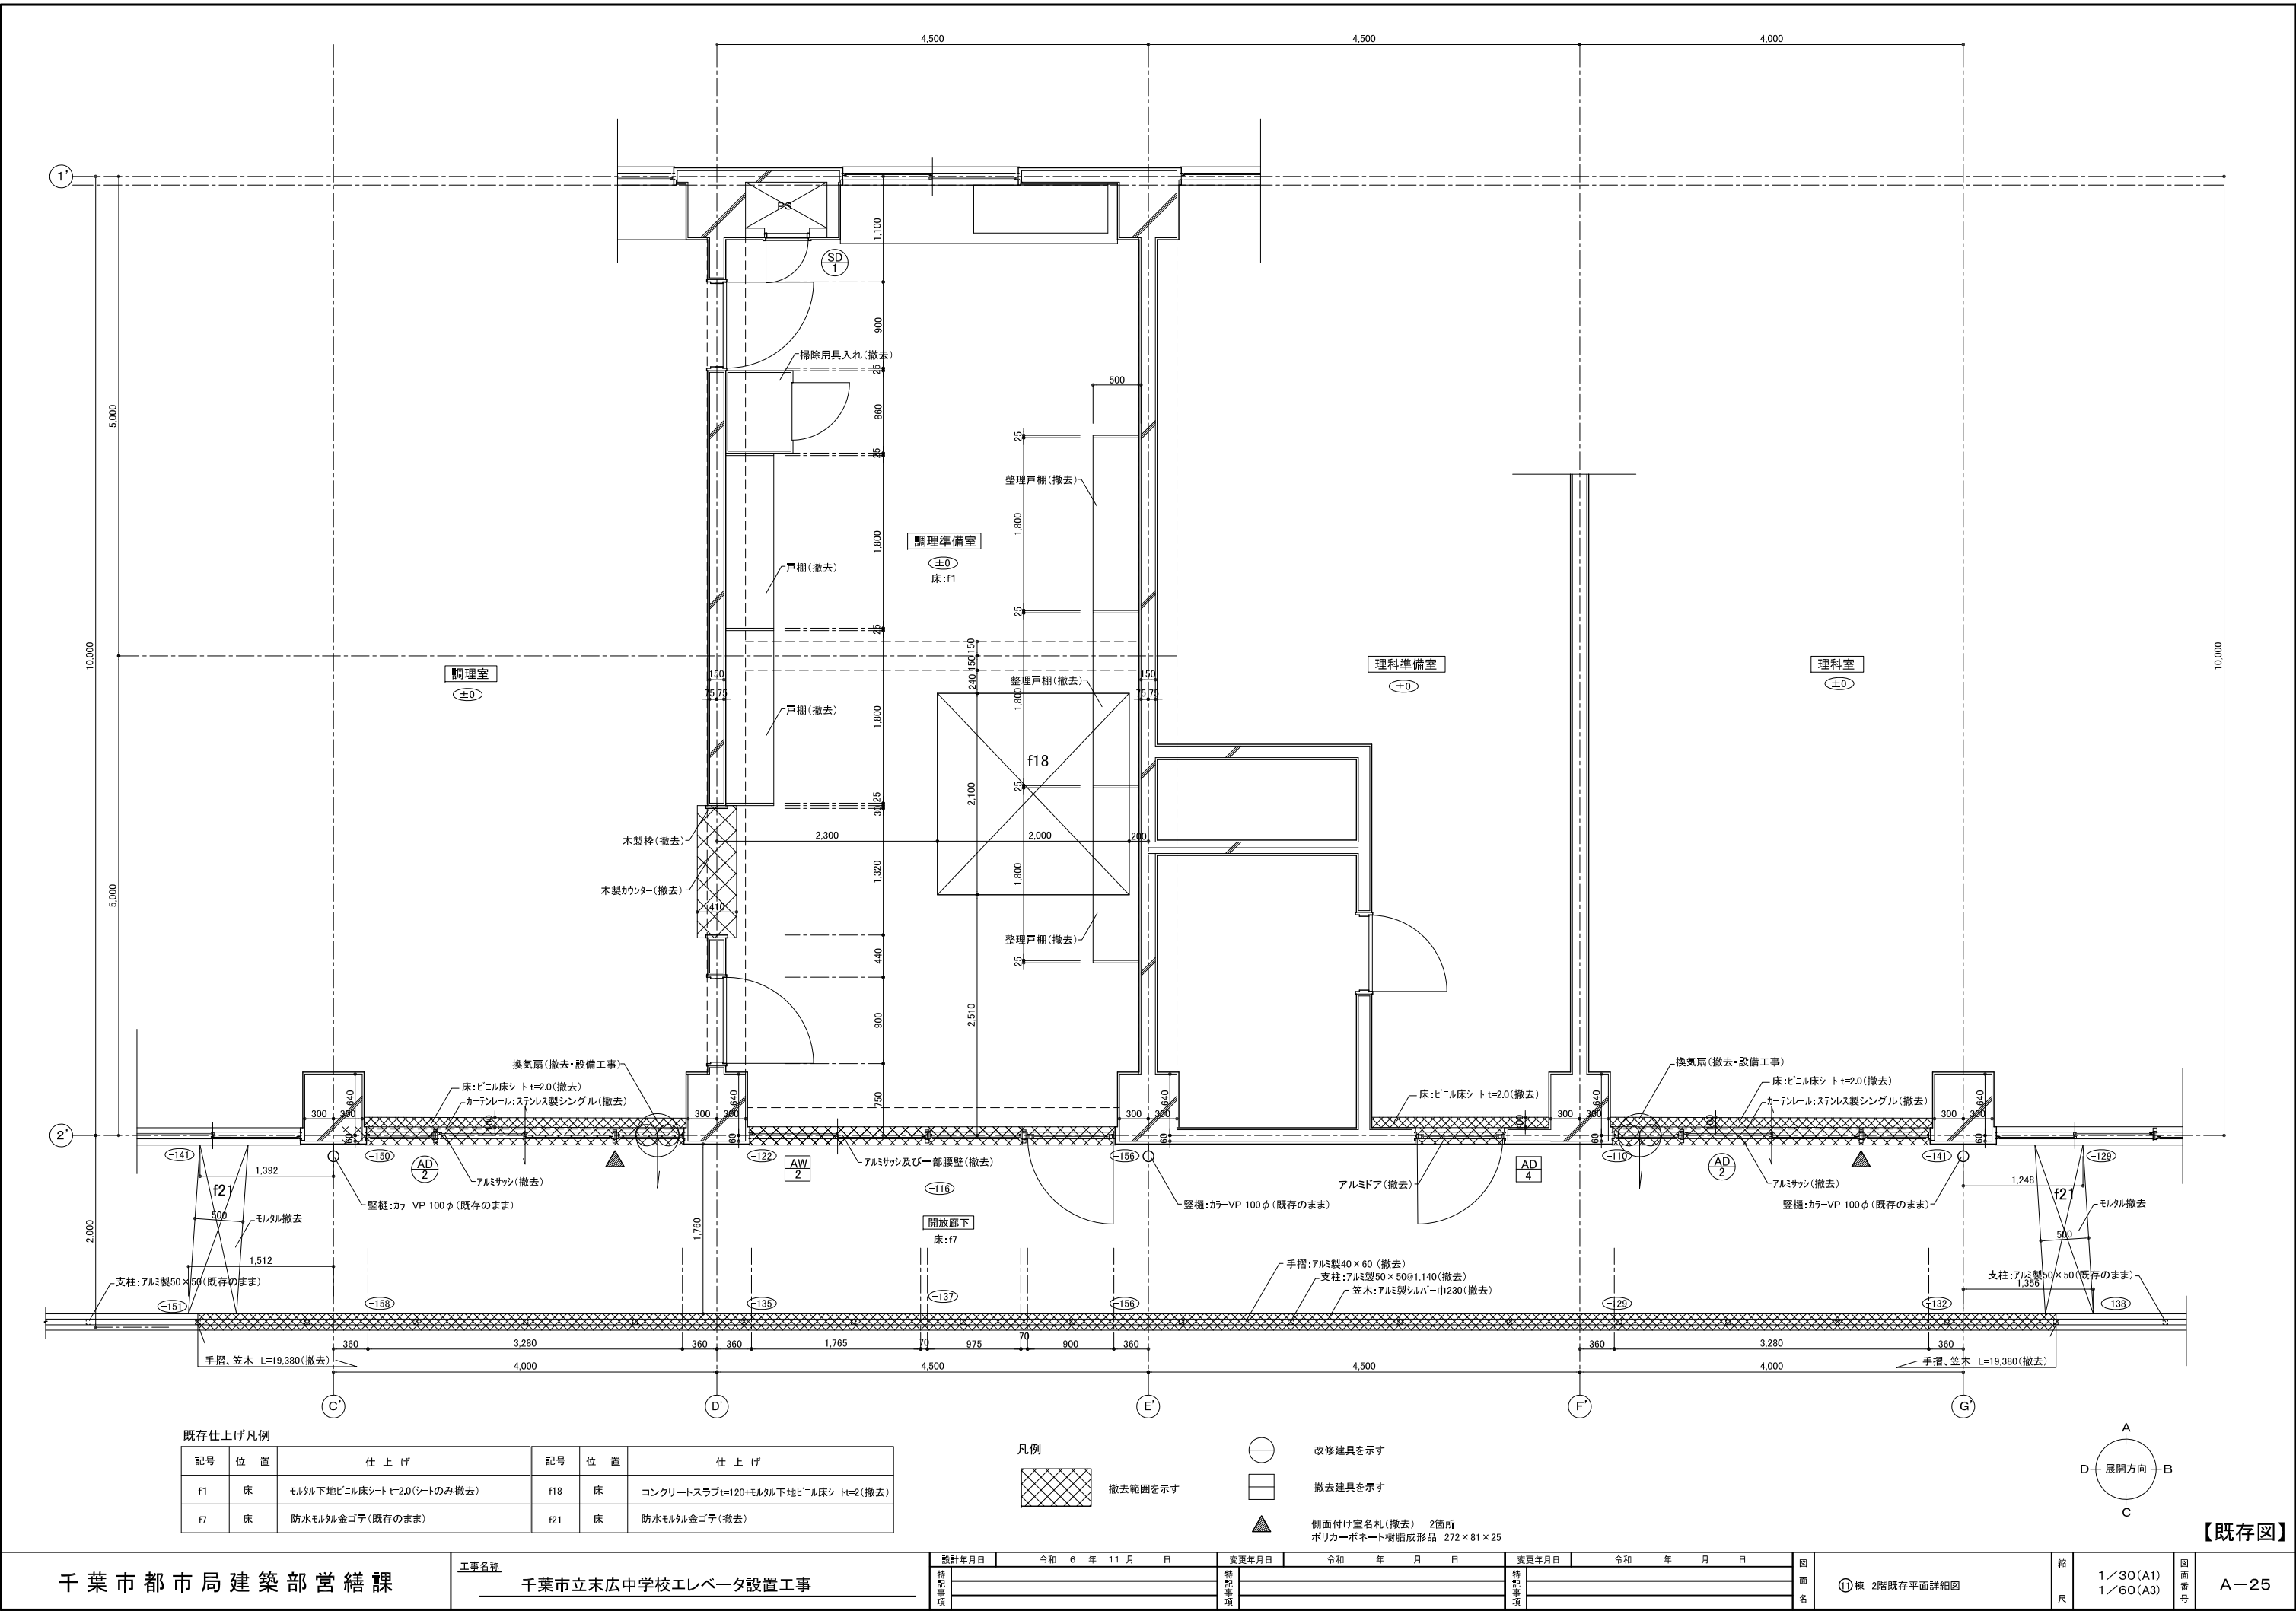 4,500
4,500
4,000
1'
PS
SD
1
1,100
900
25
860
25
1,800
25
1,800
25
30
1,320
440
900
750
掃除用具入れ(撤去)
500
5,000
10,000
5,000
2,000
10,000
25
1,800
25
1,800
25
1,800
25
整理戸棚(撤去)
調理準備室
±0
床:f1
戸棚(撤去)
調理室
±0
150
75 75
150
150
240
整理戸棚(撤去)
150
75 75
理科準備室
±0
理科室
±0
戸棚(撤去)
f18
2,100
木製枠(撤去)
2,300
2,000
200
木製カウンター(撤去)
410
整理戸棚(撤去)
2,510
換気扇(撤去・設備工事)
床:ビニル床シート t=2.0(撤去)
カーテンレール:ステンレス製シングル(撤去)
床:ビニル床シート t=2.0(撤去)
換気扇(撤去・設備工事)
床:ビニル床シート t=2.0(撤去)
カーテンレール:ステンレス製シングル(撤去)
300
300
640
60
100
300
300
640
60
300
300
640
60
100
300
300
640
60
100
300
300
640
60
2'
-141
-150
AD
2
-122
AW
2
アルミサッシ及び一部腰壁(撤去)
-156
AD
4
-110
AD
2
-141
-129
アルミサッシ(撤去)
-116
アルミドア(撤去)
アルミサッシ(撤去)
1,392
f21
竪樋:カラーVP 100φ(既存のまま)
竪樋:カラーVP 100φ(既存のまま)
竪樋:カラーVP 100φ(既存のまま)
1,248
f21
500
モルタル撤去
モルタル撤去
500
1,760
開放廊下
床:f7
1,512
1,356
支柱:アルミ製50×50(既存のまま)
手摺:アルミ製40×60 (撤去)
支柱:アルミ製50×50@1,140(撤去)
笠木:アルミ製シルバー巾230(撤去)
支柱:アルミ製50×50(既存のまま)
-151
-158
-135
-137
-156
-129
-132
-138
360
3,280
360
360
1,765
70
975
70
900
360
360
3,280
360
手摺、笠木 L=19,380(撤去)
手摺、笠木 L=19,380(撤去)
4,000
4,500
4,500
4,000
C'
D'
E'
F'
G'
既存仕上げ凡例
記号 位 置 仕 上 げ 記号 位 置 仕 上 げ
f1 床 モルタル下地ビニル床シート t=2.0(シートのみ撤去) f18 床 コンクリートスラブt=120+モルタル下地ビニル床シートt=2(撤去)
f7 床 防水モルタル金ゴテ(既存のまま) f21 床 防水モルタル金ゴテ(撤去)
凡例
撤去範囲を示す
改修建具を示す
撤去建具を示す
側面付け室名札(撤去) 2箇所
ポリカーボネート樹脂成形品 272×81×25
A
D 展開方向 B
C
【既存図】
千葉市都市局建築部営繕課
工事名称
千葉市立末広中学校エレベータ設置工事
設計年月日 令和 6 年 11 月 日
変更年月日 令和 年 月 日
変更年月日 令和 年 月 日
特記事項
特記事項
特記事項
図面名
⑪棟 2階既存平面詳細図
縮尺
1/30(A1)
1/60(A3)
図面番号
A-25